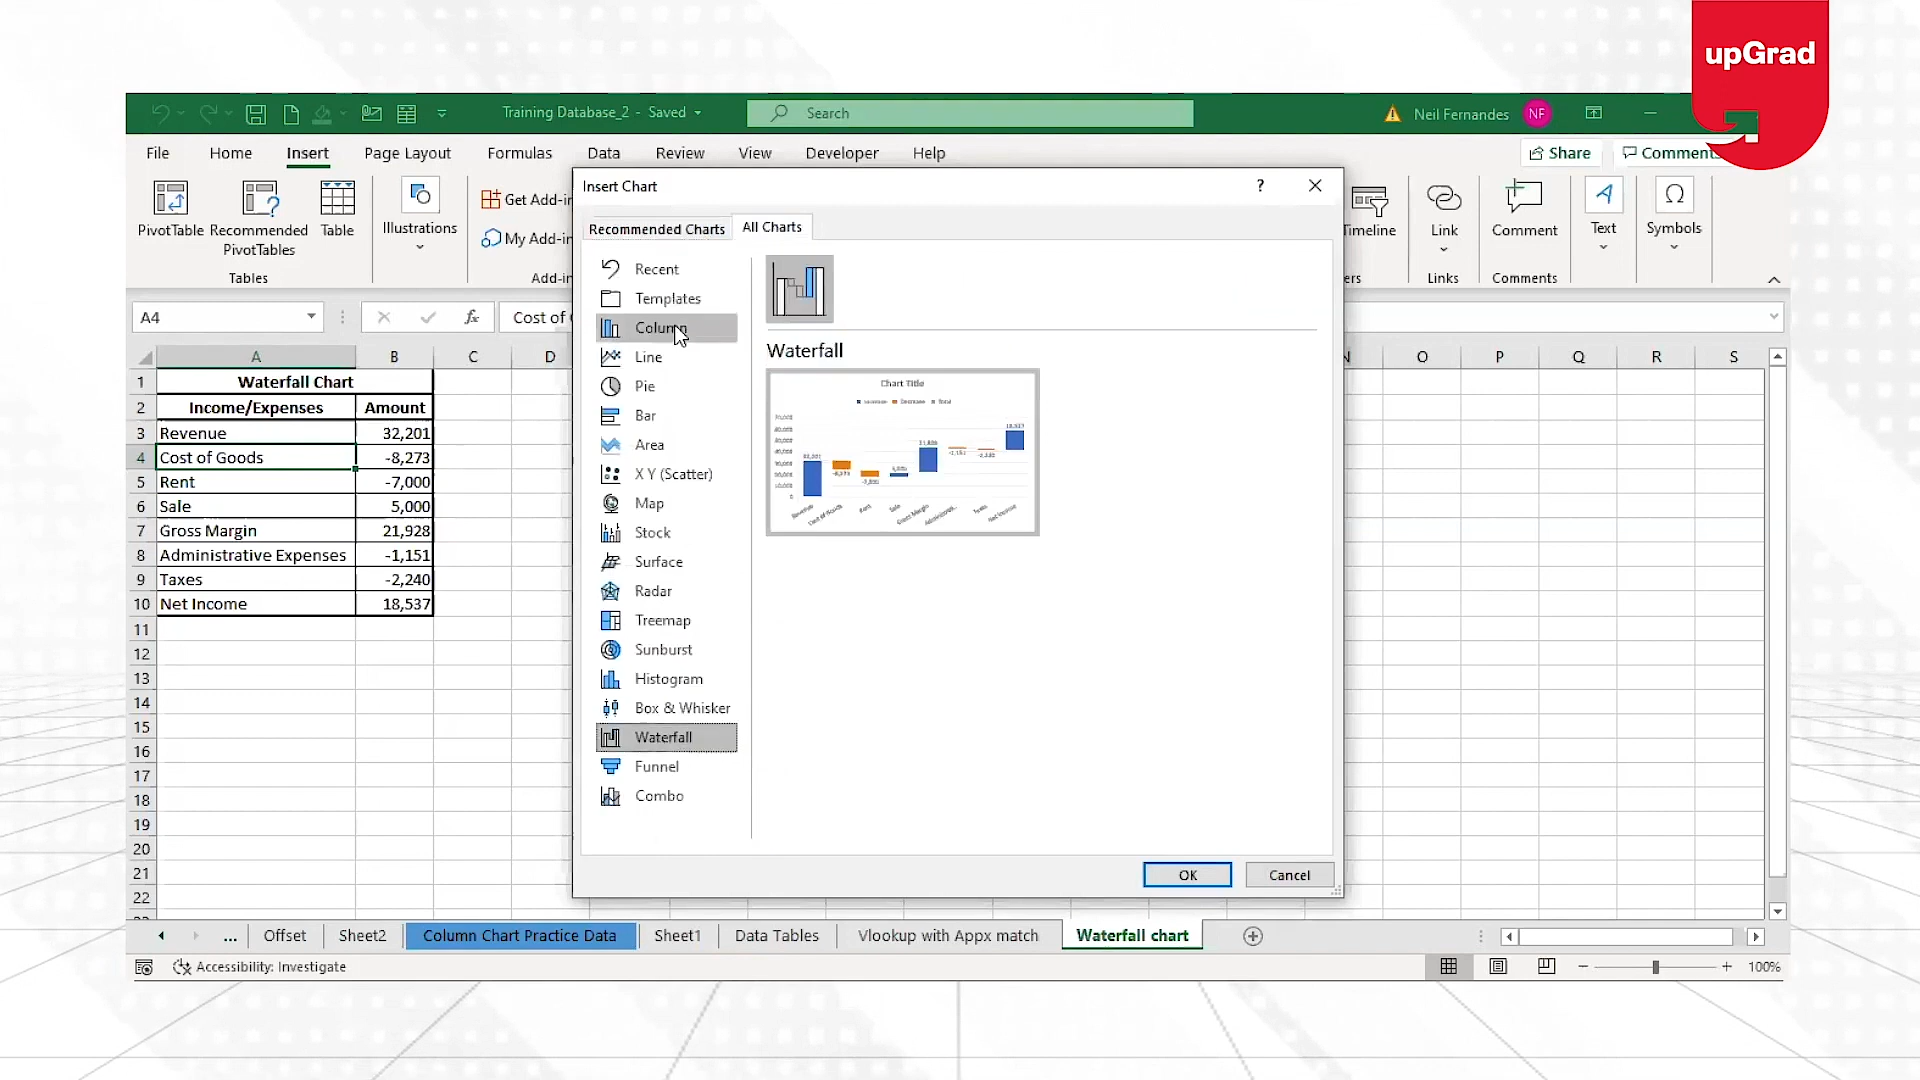 upGrad
Training Database_2 - Saved
Search
Neil Fernandes
NF
File Home Insert Page Layout Formulas Data Review View Developer Help
Share
Comment
PivotTable
Recommended PivotTables
Table
Tables
Illustrations
Get Add-i
My Add-i
Add-i
Timeline
ers
Link
Links
Comment
Comments
Text
Symbols
Insert Chart
?
Recommended Charts
All Charts
Recent
Templates
Column
Line
Pie
Bar
Area
X Y (Scatter)
Map
Stock
Surface
Radar
Treemap
Sunburst
Histogram
Box & Whisker
Waterfall
Funnel
Combo
Waterfall
Chart Title
OK
Cancel
A4
fx
Cost of
A B C D N O P Q R S
1 Waterfall Chart
2 Income/Expenses Amount
3 Revenue 32,201
4 Cost of Goods -8,273
5 Rent -7,000
6 Sale 5,000
7 Gross Margin 21,928
8 Administrative Expenses -1,151
9 Taxes -2,240
10 Net Income 18,537
11
12
13
14
15
16
17
18
19
20
21
22
... Offset Sheet2 Column Chart Practice Data Sheet1 Data Tables Vlookup with Appx match Waterfall chart
Accessibility: Investigate
100%